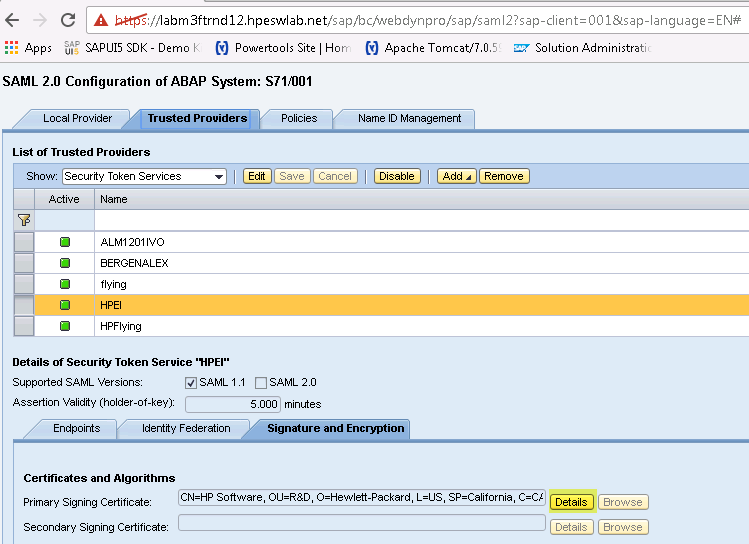 https://labm3ftrnd12.hpeswlab.net/sap/bc/webdynpro/sap/saml2?sap-client=001&sap-language=EN#
Apps SAP UI5 SAPUI5 SDK - Demo K Powertools Site | Hom Apache Tomcat/7.0.5 SAP Solution Administratio
SAML 2.0 Configuration of ABAP System: S71/001
Local Provider Trusted Providers Policies Name ID Management
List of Trusted Providers
Show: Security Token Services Edit Save Cancel Disable Add Remove
Active Name
ALM1201IVO
BERGENALEX
flying
HPEI
HPFlying
Details of Security Token Service "HPEI"
Supported SAML Versions: SAML 1.1 SAML 2.0
Assertion Validity (holder-of-key): 5.000 minutes
Endpoints Identity Federation Signature and Encryption
Certificates and Algorithms
Primary Signing Certificate: CN=HP Software, OU=R&D, O=Hewlett-Packard, L=US, SP=California, C=CA Details Browse
Secondary Signing Certificate: Details Browse